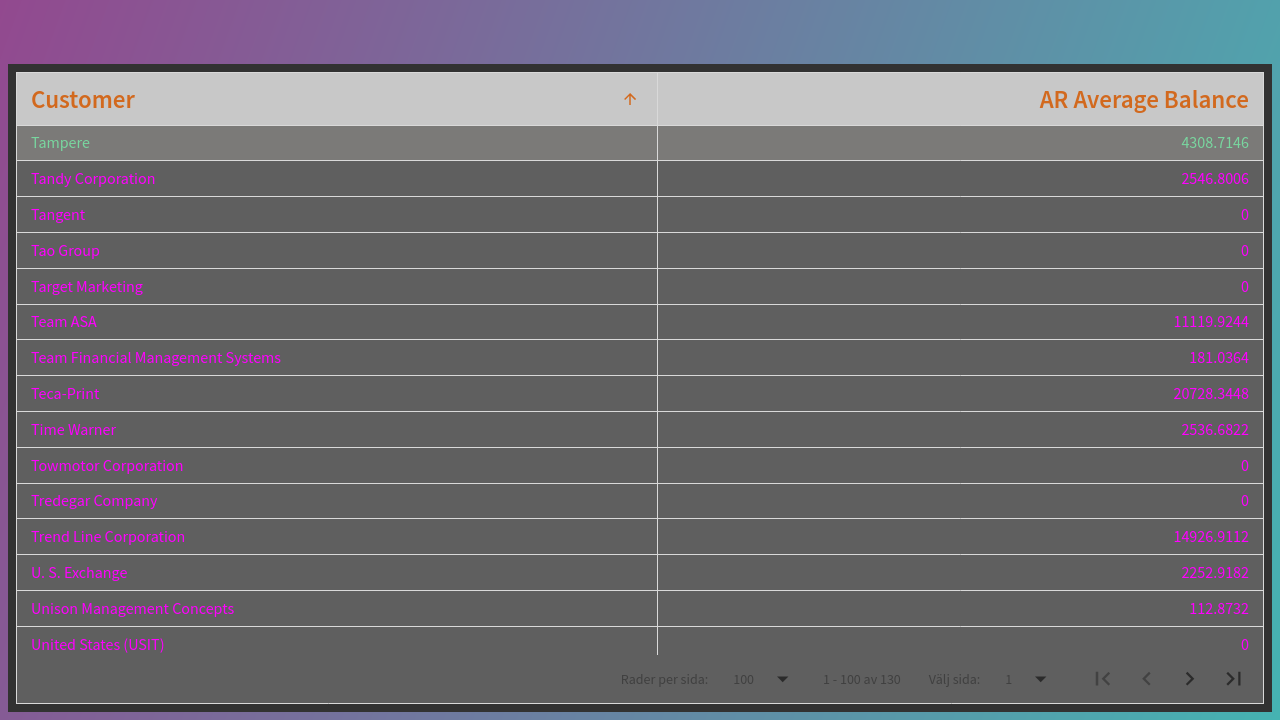 Customer AR Average Balance
Tampere 4308.7146
Tandy Corporation 2546.8006
Tangent 0
Tao Group 0
Target Marketing 0
Team ASA 11119.9244
Team Financial Management Systems 181.0364
Teca-Print 20728.3448
Time Warner 2536.6822
Towmotor Corporation 0
Tredegar Company 0
Trend Line Corporation 14926.9112
U. S. Exchange 2252.9182
Unison Management Concepts 112.8732
United States (USIT) 0
Rader per sida: 100 1 - 100 av 130 Välj sida: 1